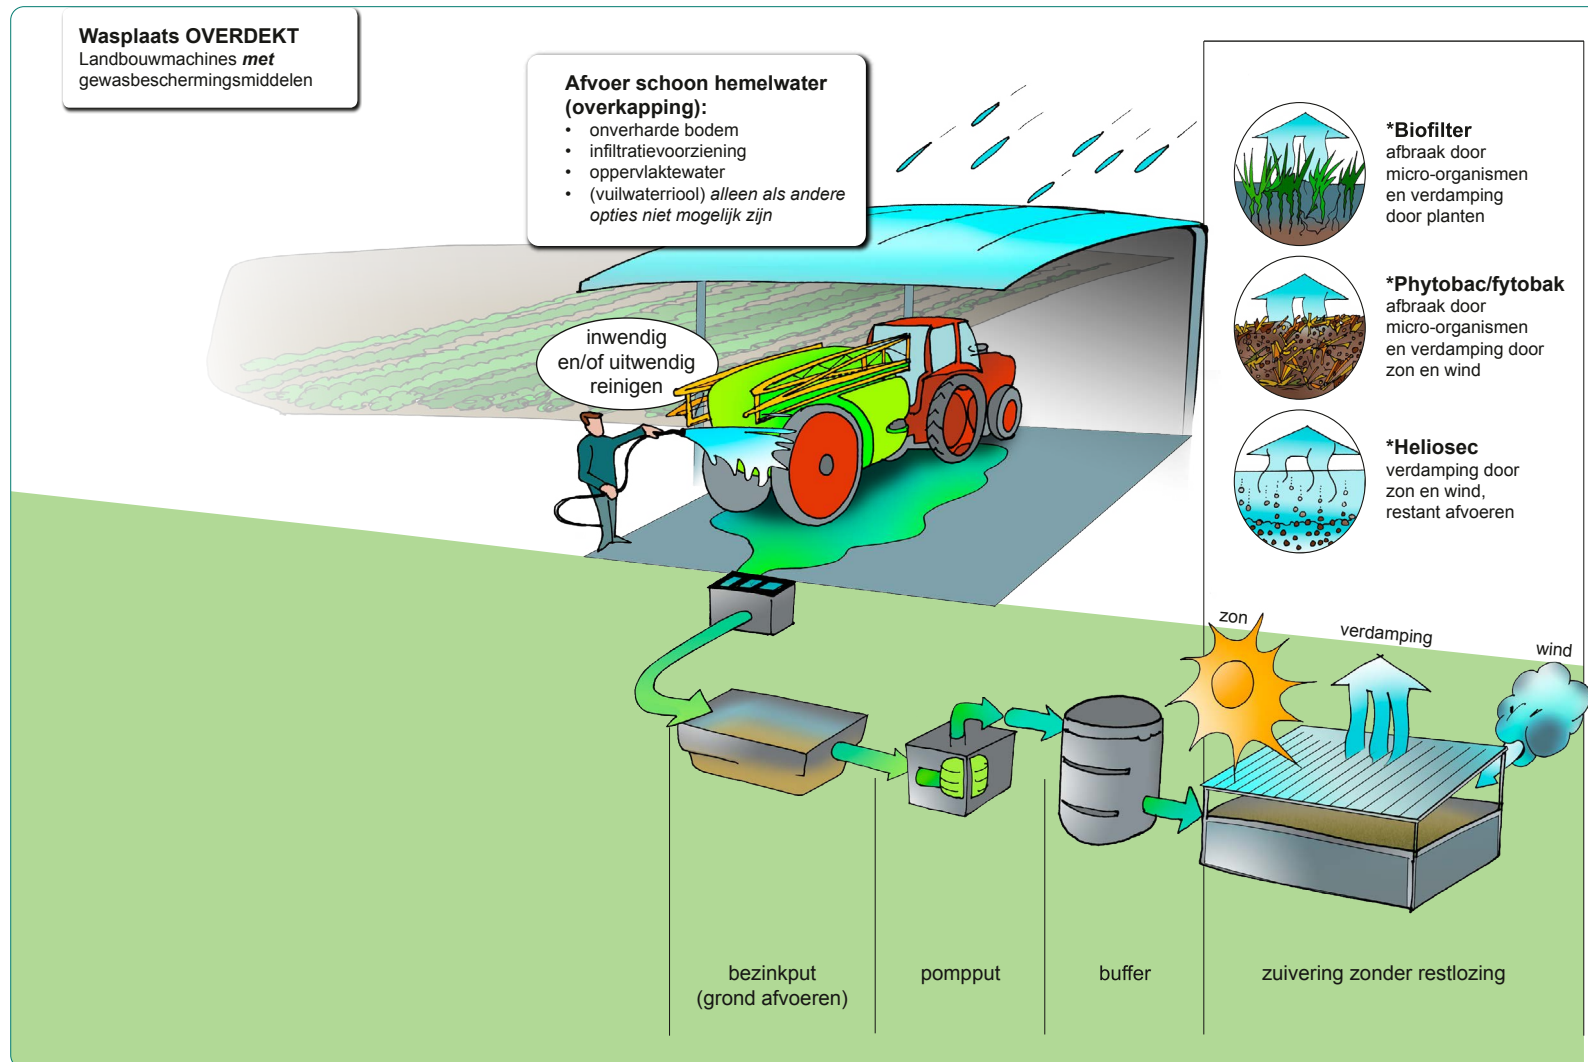 Wasplaats OVERDEKT
Landbouwmachines met
gewasbeschermingsmiddelen
Afvoer schoon hemelwater
(overkapping):
• onverharde bodem
• infiltratievoorziening
• oppervlaktewater
• (vuilwaterriool) alleen als andere
opties niet mogelijk zijn
inwendig
en/of uitwendig
reinigen
*Biofilter
afbraak door
micro-organismen
en verdamping
door planten
*Phytobac/fytobak
afbraak door
micro-organismen
en verdamping door
zon en wind
*Heliosec
verdamping door
zon en wind,
restant afvoeren
zon
verdamping
wind
bezinkput
(grond afvoeren)
pompput
buffer
zuivering zonder restlozing